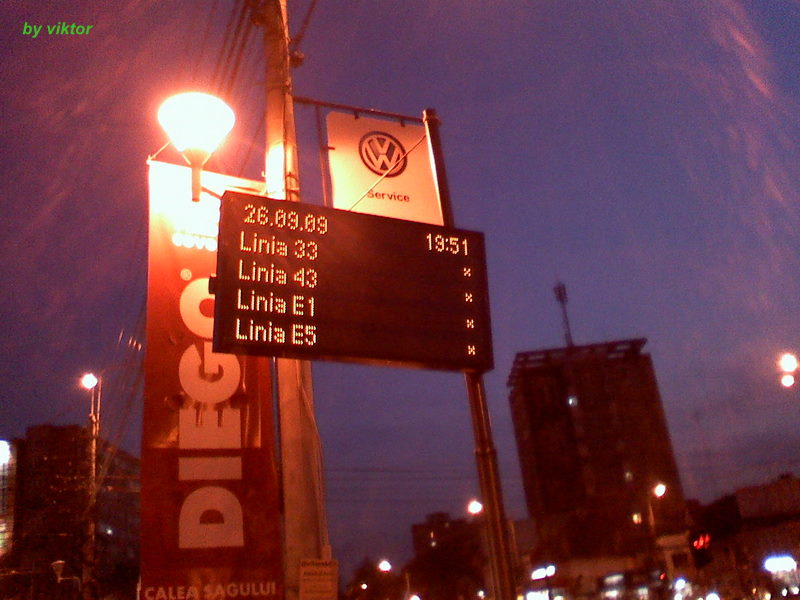 by viktor
Service
26.09.09 19:51
Linia 33 x
Linia 43 x
Linia E1 x
Linia E5 x
DIEGO®
CALEA SAGULUI